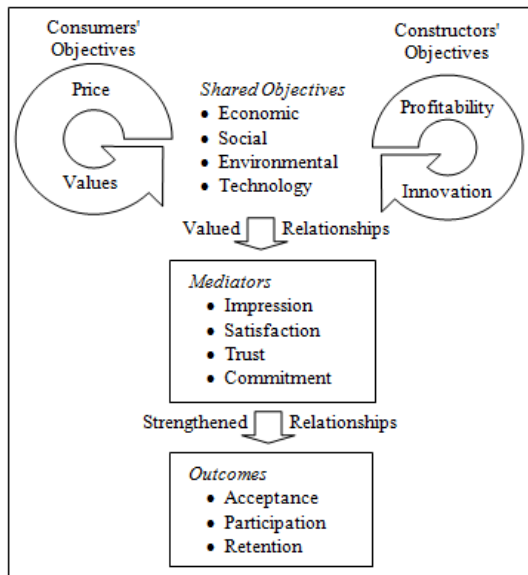 Consumers'
Objectives
Price
Values
Constructors'
Objectives
Profitability
Innovation
Shared Objectives
• Economic
• Social
• Environmental
• Technology
Valued Relationships
Mediators
• Impression
• Satisfaction
• Trust
• Commitment
Strengthened Relationships
Outcomes
• Acceptance
• Participation
• Retention